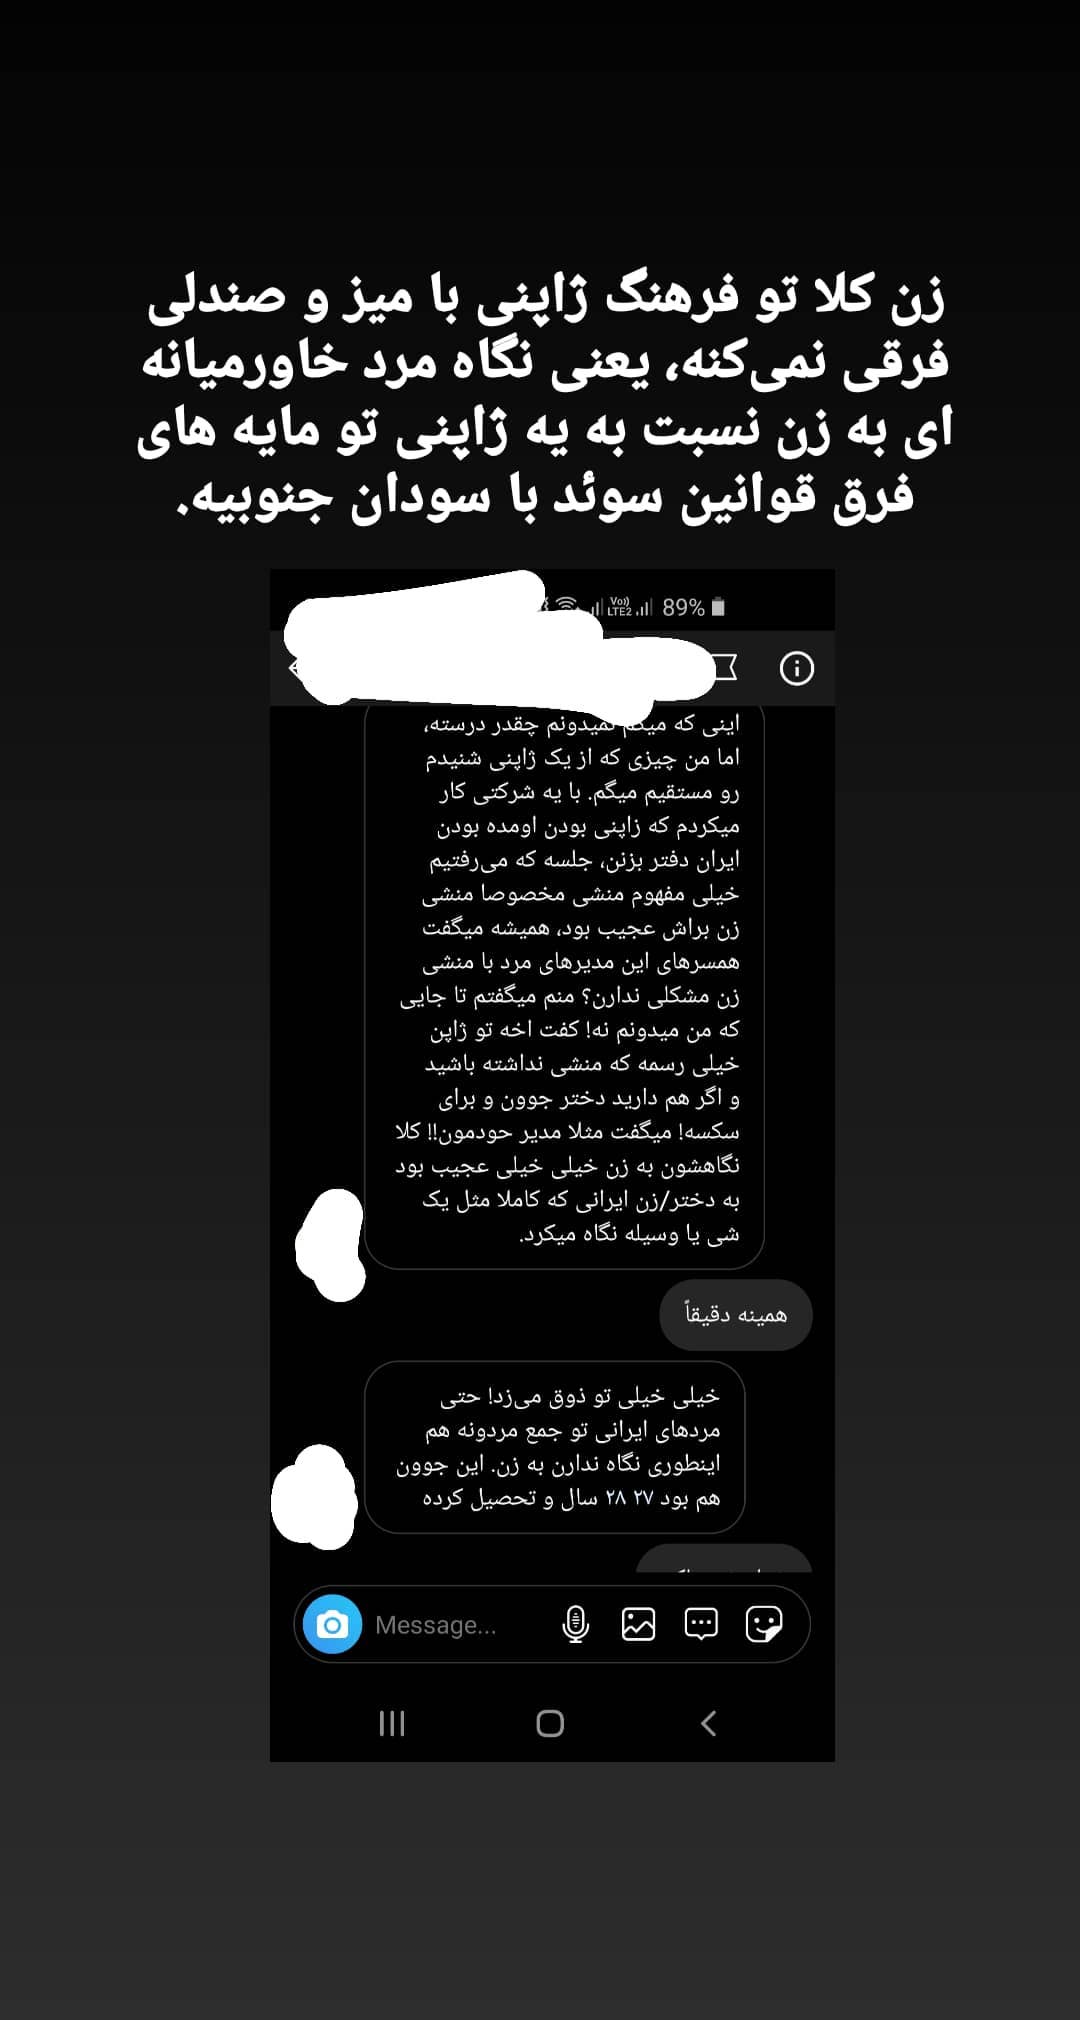 زن کلا تو فرهنگ ژاپنی با میز و صندلی
فرقی نمی‌کنه، یعنی نگاه مرد خاورمیانه
ای به زن نسبت به یه ژاپنی تو مایه های
فرق قوانین سوئد با سودان جنوبیه.
Vo)) LTE2 89%
اینی که میگم نمیدونم چقدر درسته،
اما من چیزی که از یک ژاپنی شنیدم
رو مستقیم میگم. با یه شرکتی کار
میکردم که زاپنی بودن اومده بودن
ایران دفتر بزنن، جلسه که می‌رفتیم
خیلی مفهوم منشی مخصوصا منشی
زن براش عجیب بود، همیشه میگفت
همسرهای این مدیرهای مرد با منشی
زن مشکلی ندارن؟ منم میگفتم تا جایی
که من میدونم نه! کفت اخه تو ژاپن
خیلی رسمه که منشی نداشته باشید
و اگر هم دارید دختر جوون و برای
سکسه! میگفت مثلا مدیر حودمون!! کلا
نگاهشون به زن خیلی خیلی عجیب بود
به دختر/زن ایرانی که کاملا مثل یک
شی یا وسیله نگاه میکرد.
همینه دقیقاً
خیلی خیلی تو ذوق می‌زد! حتی
مردهای ایرانی تو جمع مردونه هم
اینطوری نگاه ندارن به زن. این جوون
هم بود ۲۷ ۲۸ سال و تحصیل کرده
Message...